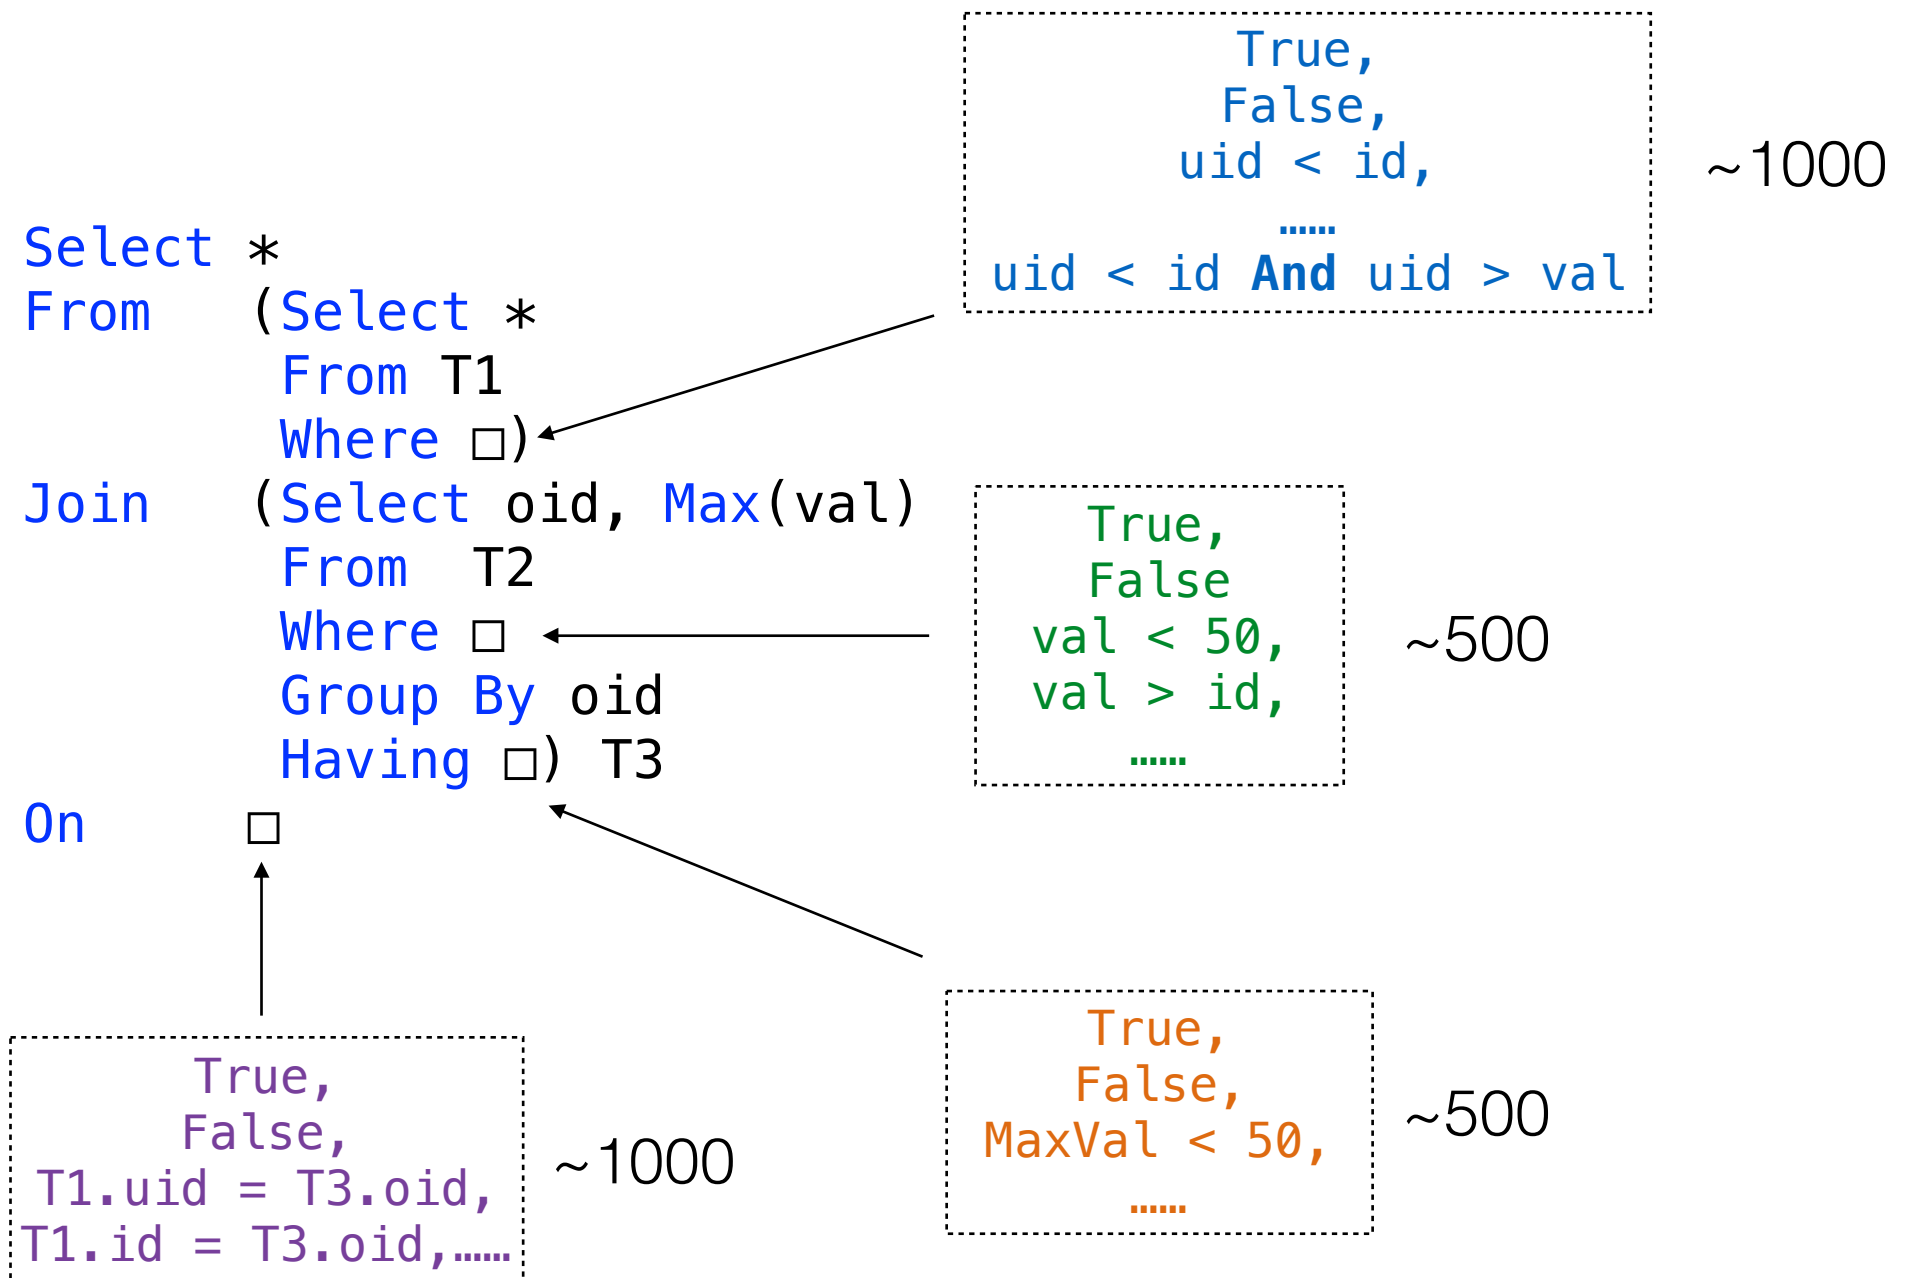 Select *
From (Select *
From T1
Where □)
Join (Select oid, Max(val)
From T2
Where □
Group By oid
Having □) T3
On □
True,
False,
uid < id,
……
uid < id And uid > val
~1000
True,
False
val < 50,
val > id,
……
~500
True,
False,
MaxVal < 50,
……
~500
True,
False,
T1.uid = T3.oid,
T1.id = T3.oid,……
~1000